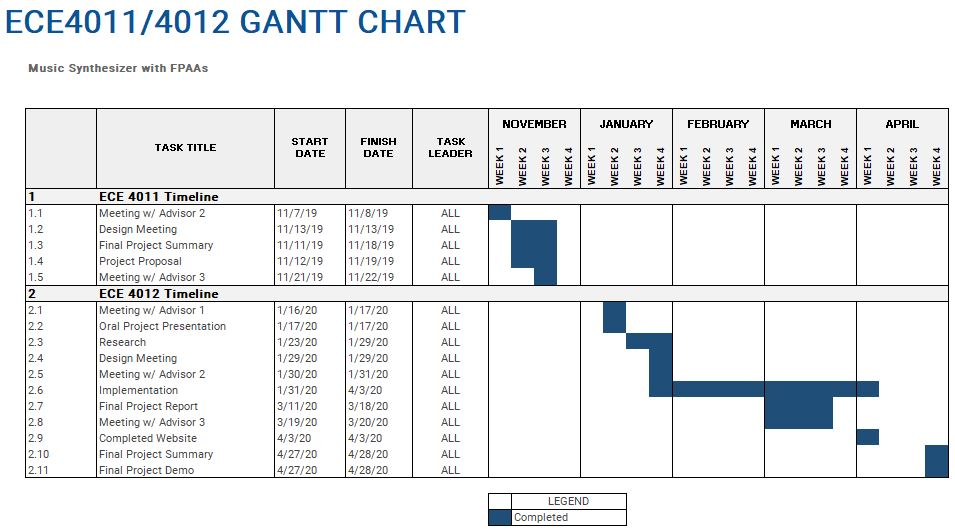 ECE4011/4012 GANTT CHART
Music Synthesizer with FPAAs
TASK TITLE START DATE FINISH DATE TASK LEADER NOVEMBER JANUARY FEBRUARY MARCH APRIL
WEEK 1 WEEK 2 WEEK 3 WEEK 4 WEEK 1 WEEK 2 WEEK 3 WEEK 4 WEEK 1 WEEK 2 WEEK 3 WEEK 4 WEEK 1 WEEK 2 WEEK 3 WEEK 4 WEEK 1 WEEK 2 WEEK 3 WEEK 4
1 ECE 4011 Timeline
1.1 Meeting w/ Advisor 2 11/7/19 11/8/19 ALL
1.2 Design Meeting 11/13/19 11/13/19 ALL
1.3 Final Project Summary 11/11/19 11/18/19 ALL
1.4 Project Proposal 11/12/19 11/19/19 ALL
1.5 Meeting w/ Advisor 3 11/21/19 11/22/19 ALL
2 ECE 4012 Timeline
2.1 Meeting w/ Advisor 1 1/16/20 1/17/20 ALL
2.2 Oral Project Presentation 1/17/20 1/17/20 ALL
2.3 Research 1/23/20 1/29/20 ALL
2.4 Design Meeting 1/29/20 1/29/20 ALL
2.5 Meeting w/ Advisor 2 1/30/20 1/31/20 ALL
2.6 Implementation 1/31/20 4/3/20 ALL
2.7 Final Project Report 3/11/20 3/18/20 ALL
2.8 Meeting w/ Advisor 3 3/19/20 3/20/20 ALL
2.9 Completed Website 4/3/20 4/3/20 ALL
2.10 Final Project Summary 4/27/20 4/28/20 ALL
2.11 Final Project Demo 4/27/20 4/28/20 ALL
LEGEND
Completed